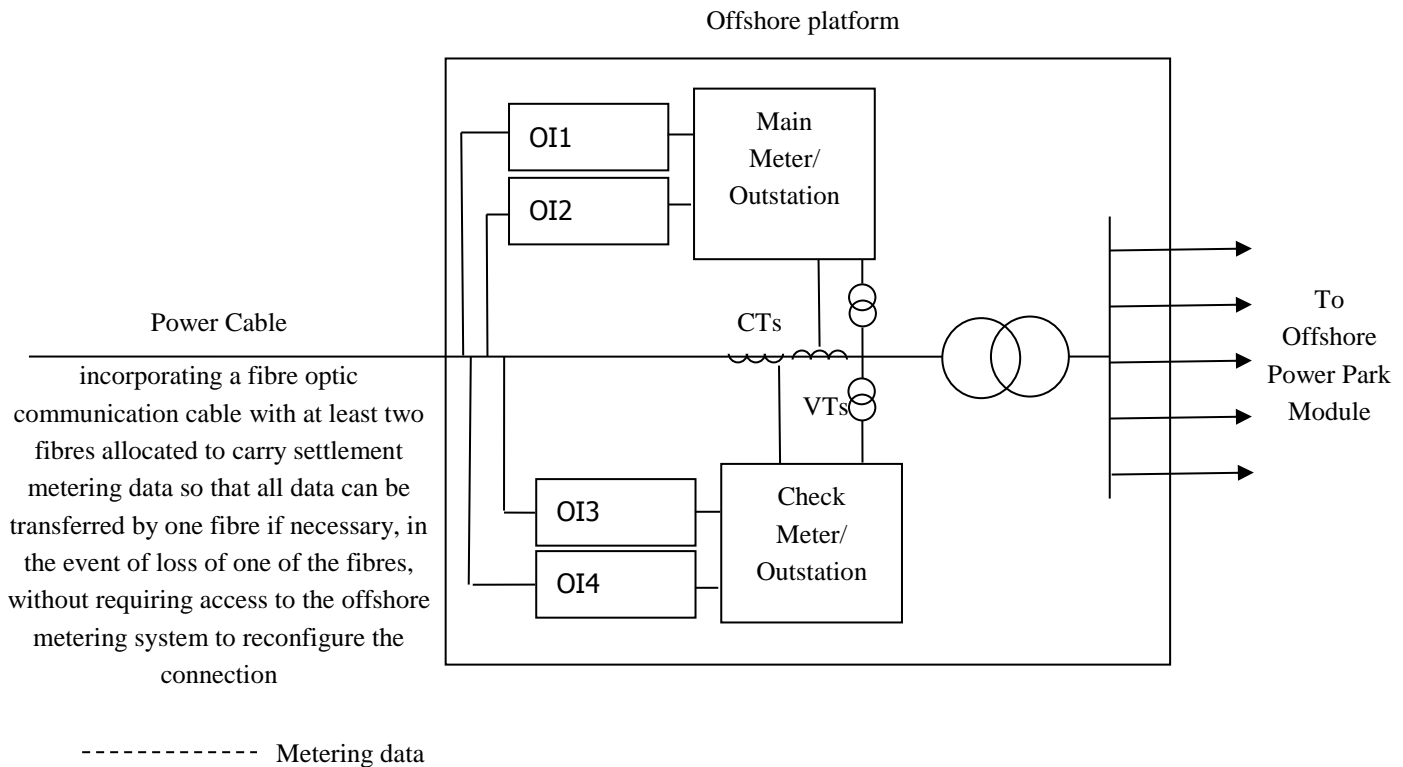 Offshore platform
OI1
OI2
Main
Meter/
Outstation
Power Cable
incorporating a fibre optic
communication cable with at least two
fibres allocated to carry settlement
metering data so that all data can be
transferred by one fibre if necessary, in
the event of loss of one of the fibres,
without requiring access to the offshore
metering system to reconfigure the
connection
CTs
VTs
OI3
OI4
Check
Meter/
Outstation
To
Offshore
Power Park
Module
Metering data